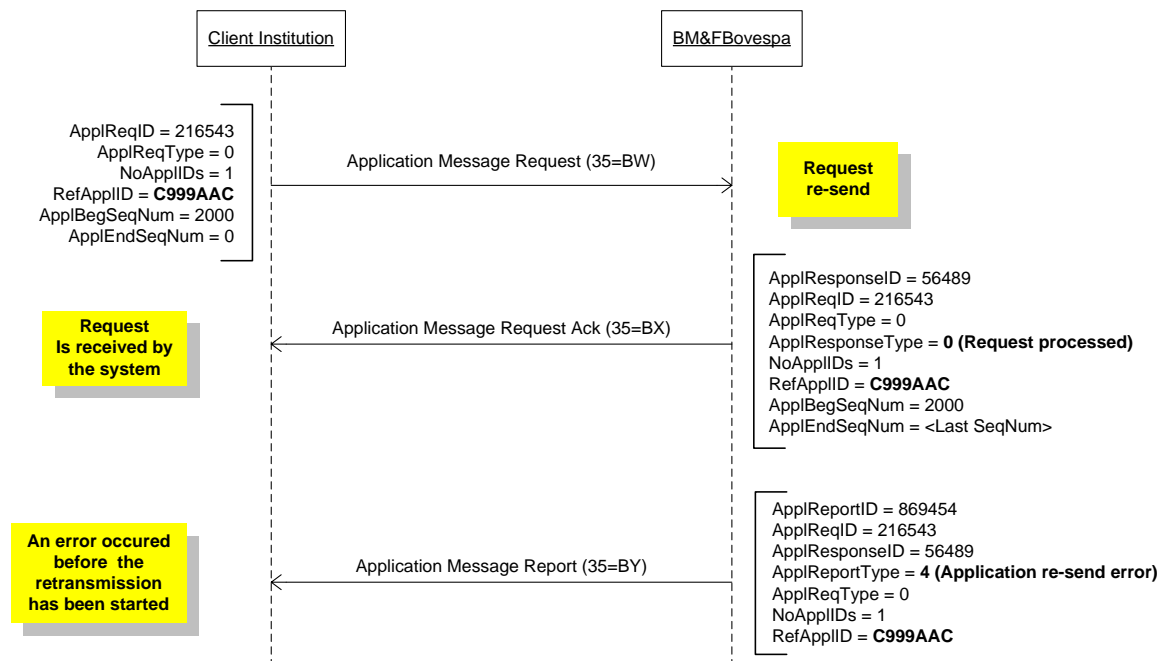 Client Institution
BM&FBovespa
ApplReqID = 216543
ApplReqType = 0
NoApplIDs = 1
RefApplID = C999AAC
ApplBegSeqNum = 2000
ApplEndSeqNum = 0
Application Message Request (35=BW)
Request
re-send
Request
Is received by
the system
Application Message Request Ack (35=BX)
ApplResponseID = 56489
ApplReqID = 216543
ApplReqType = 0
ApplResponseType = 0 (Request processed)
NoApplIDs = 1
RefApplID = C999AAC
ApplBegSeqNum = 2000
ApplEndSeqNum = <Last SeqNum>
An error occured
before the
retransmission
has been started
Application Message Report (35=BY)
ApplReportID = 869454
ApplReqID = 216543
ApplResponseID = 56489
ApplReportType = 4 (Application re-send error)
ApplReqType = 0
NoApplIDs = 1
RefApplID = C999AAC